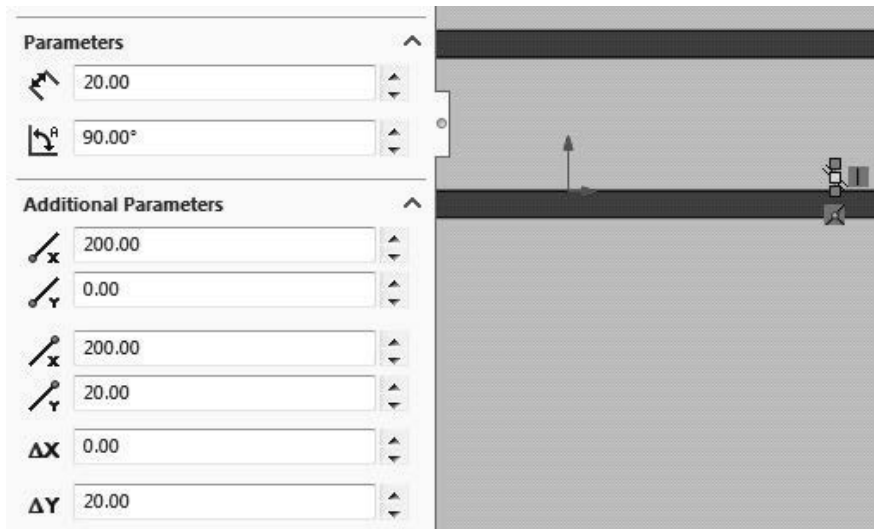 Parameters
20.00
A
90.00°
Additional Parameters
X
200.00
Y
0.00
X
200.00
Y
20.00
ΔX
0.00
ΔY
20.00